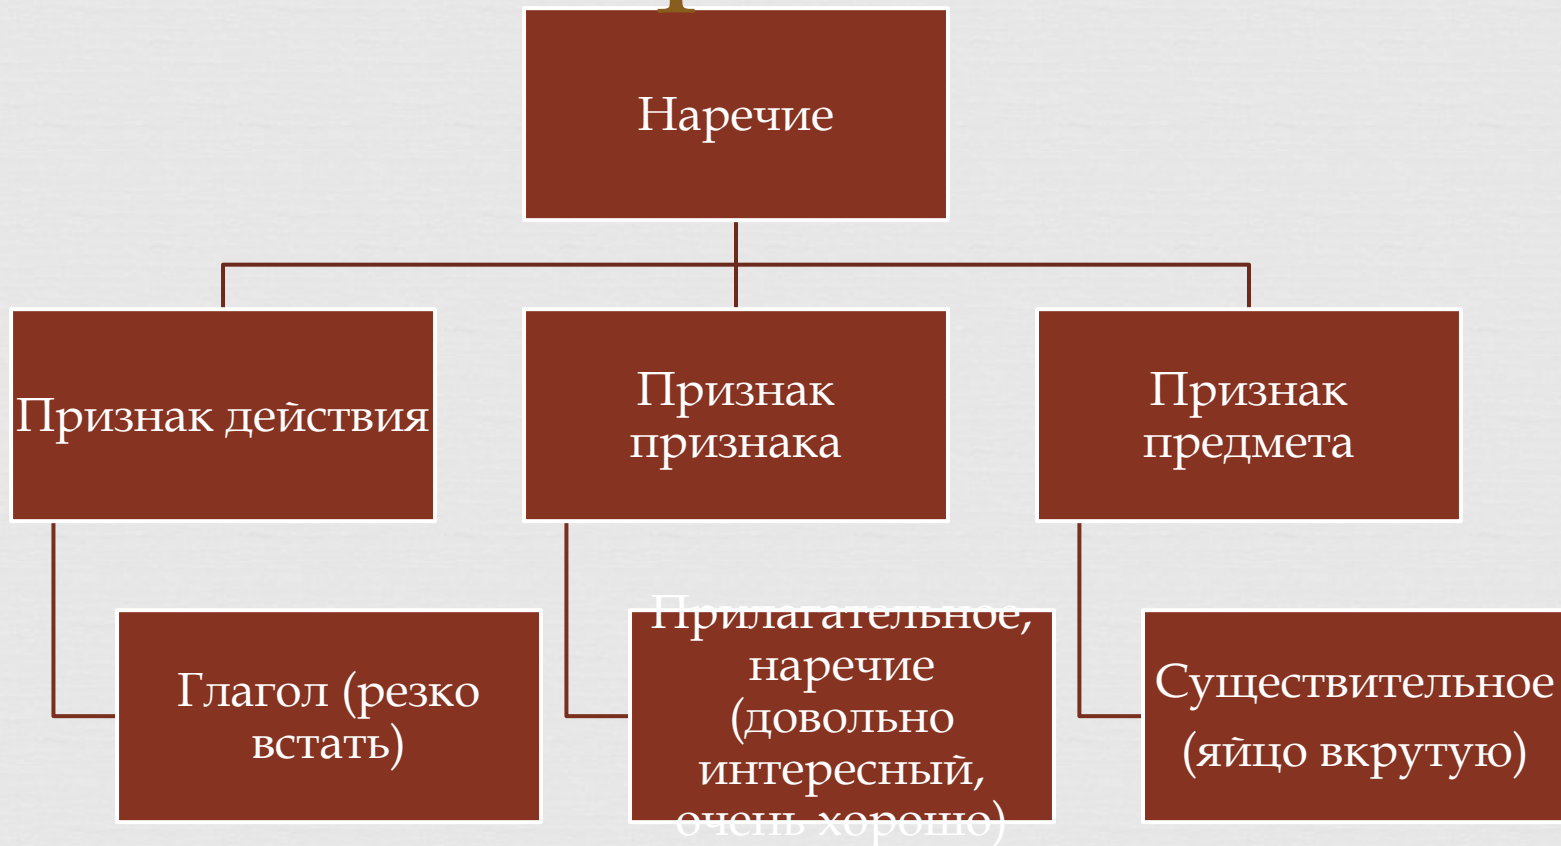 Наречие
Признак действия
Признак
признака
Признак
предмета
Глагол (резко
встать)
Прилагательное,
наречие
(довольно
интересный,
очень хорошо)
Существительное
(яйцо вкрутую)